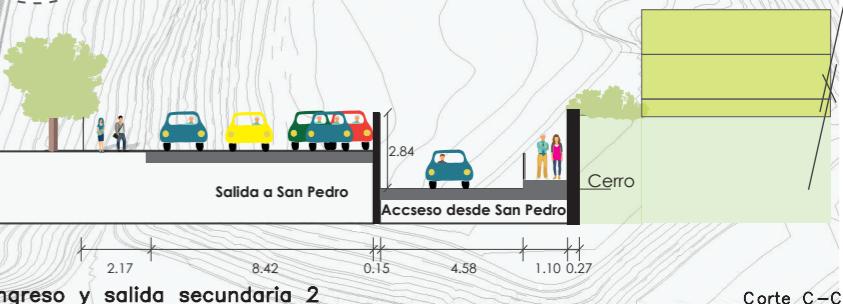 2.84
Cerro
Salida a San Pedro
Accseso desde San Pedro
2.17 8.42 0.15 4.58 1.10 0.27
ngreso y salida secundaria 2
Corte C-C